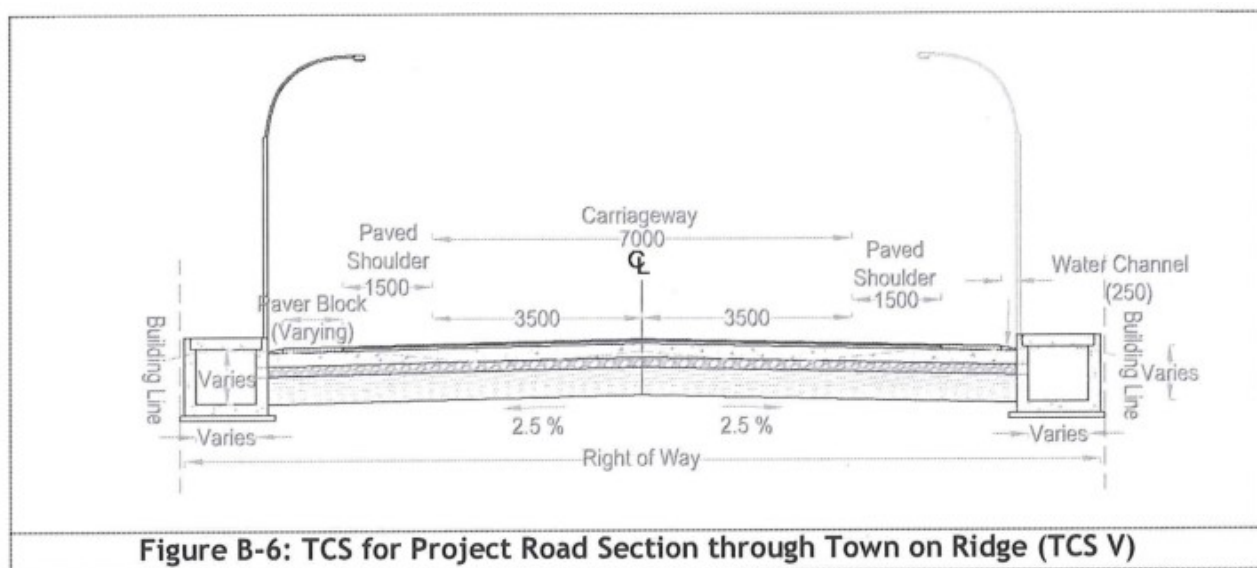 Carriageway
7000
Paved
Shoulder
1500
CL
Paved
Shoulder
1500
Water Channel
(250)
Paver Block
(Varying)
3500
3500
Building Line
Building Line
Varies
Varies
2.5 %
2.5 %
Varies
Varies
Right of Way
Figure B-6: TCS for Project Road Section through Town on Ridge (TCS V)